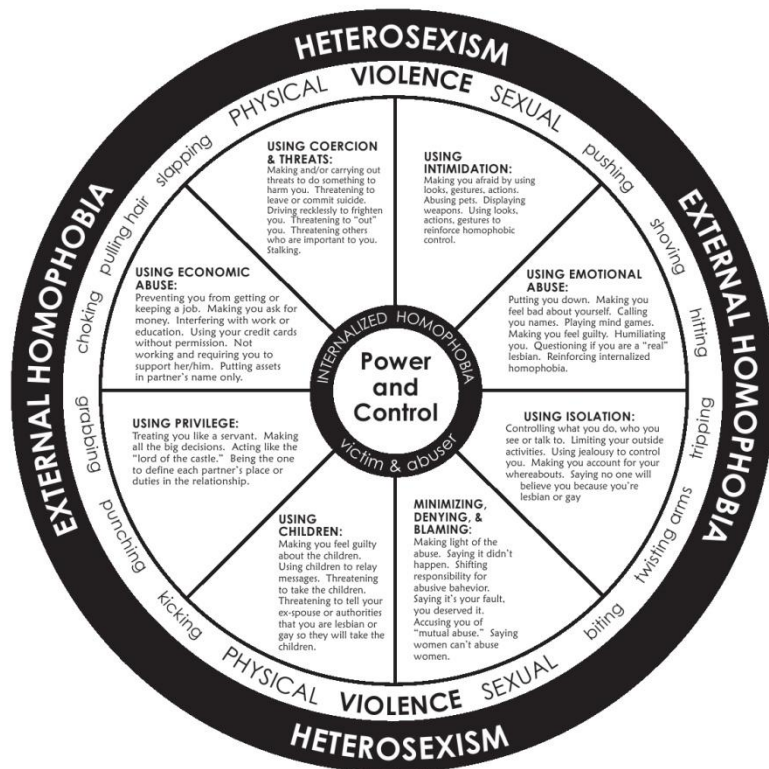 HETEROSEXISM
PHYSICAL VIOLENCE SEXUAL
pushing
shoving
hitting
tripping
twisting arms
biting
EXTERNAL HOMOPHOBIA
slapping
pulling hair
choking
grabbing
punching
kicking
EXTERNAL HOMOPHOBIA
USING COERCION
& THREATS:
Making and/or carrying out
threats to do something to
harm you. Threatening to
leave or commit suicide.
Driving recklessly to frighten
you. Threatening to "out"
you. Threatening others
who are important to you.
Stalking.
USING
INTIMIDATION:
Making you afraid by using
looks, gestures, actions.
Abusing pets. Displaying
weapons. Using looks,
actions, gestures to
reinforce homophobic
control.
USING ECONOMIC
ABUSE:
Preventing you from getting or
keeping a job. Making you ask for
money. Interfering with work or
education. Using your credit cards
without permission. Not
working and requiring you to
support her/him. Putting assets
in partner's name only.
USING EMOTIONAL
ABUSE:
Putting you down. Making you
feel bad about yourself. Calling
you names. Playing mind games.
Making you feel guilty. Humiliating
you. Questioning if you are a "real"
lesbian. Reinforcing internalized
homophobia.
INTERNALIZED HOMOPHOBIA
Power
and
Control
victim & abuser
USING PRIVILEGE:
Treating you like a servant. Making
all the big decisions. Acting like the
"lord of the castle." Being the one
to define each partner's place or
duties in the relationship.
USING ISOLATION:
Controlling what you do, who you
see or talk to. Limiting your outside
activities. Using jealousy to control
you. Making you account for your
whereabouts. Saying no one will
believe you because you're
lesbian or gay
USING
CHILDREN:
Making you feel guilty
about the children.
Using children to relay
messages. Threatening
to take the children.
Threatening to tell your
ex-spouse or authorities
that you are lesbian or
gay so they will take the
children.
MINIMIZING,
DENYING, &
BLAMING:
Making light of the
abuse. Saying it didn't
happen. Shifting
responsibility for
abusive bahevior.
Saying it's your fault,
you deserved it.
Accusing you of
"mutual abuse." Saying
women can't abuse
women.
PHYSICAL VIOLENCE SEXUAL
HETEROSEXISM